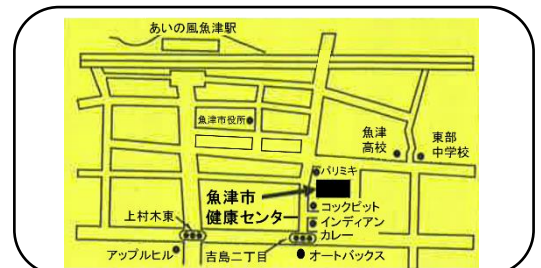 あいの風魚津駅
魚津市役所
魚津
高校
東部
中学校
パリミキ
魚津市
健康センター
コックピット
インディアン
カレー
上村木東
アップルヒル
吉島二丁目
オートバックス